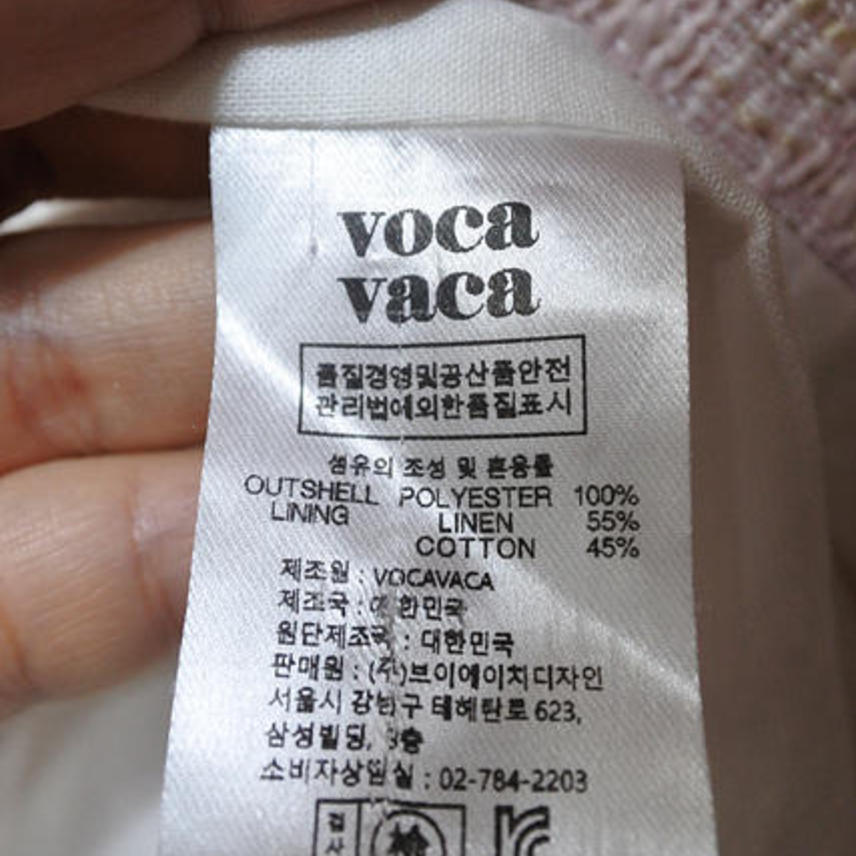 voca
vaca
품질경영및공산품안전
관리법에의한품질표시
섬유의 조성 및 혼용률
OUTSHELL POLYESTER 100%
LINING LINEN 55%
COTTON 45%
제조원 : VOCAVACA
제조국 : 대한민국
원단제조국 : 대한민국
판매원 : (주)브이에이치디자인
서울시 강남구 테헤란로 623,
삼성빌딩,
소비자상담실 : 02-784-2203
검사
檢